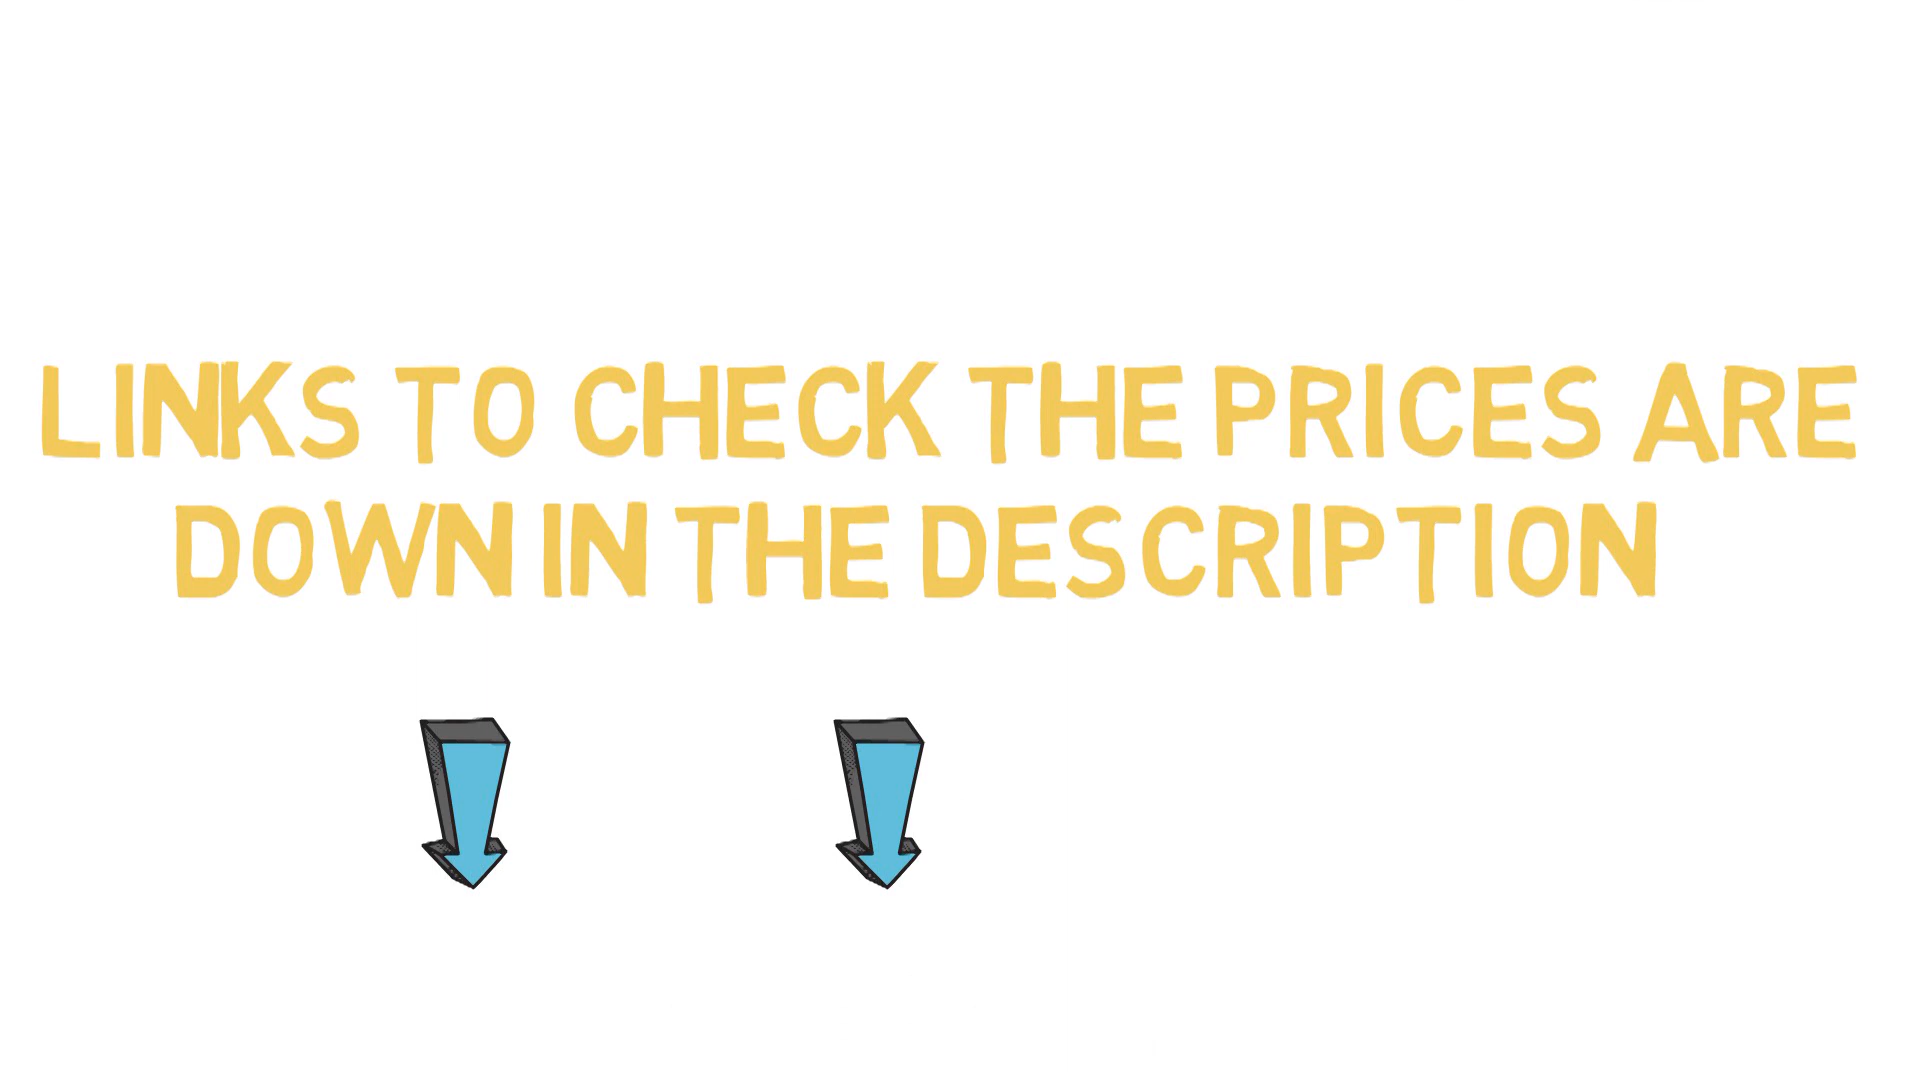 LINKS TO CHECK THE PRICES ARE
DOWN IN THE DESCRIPTION